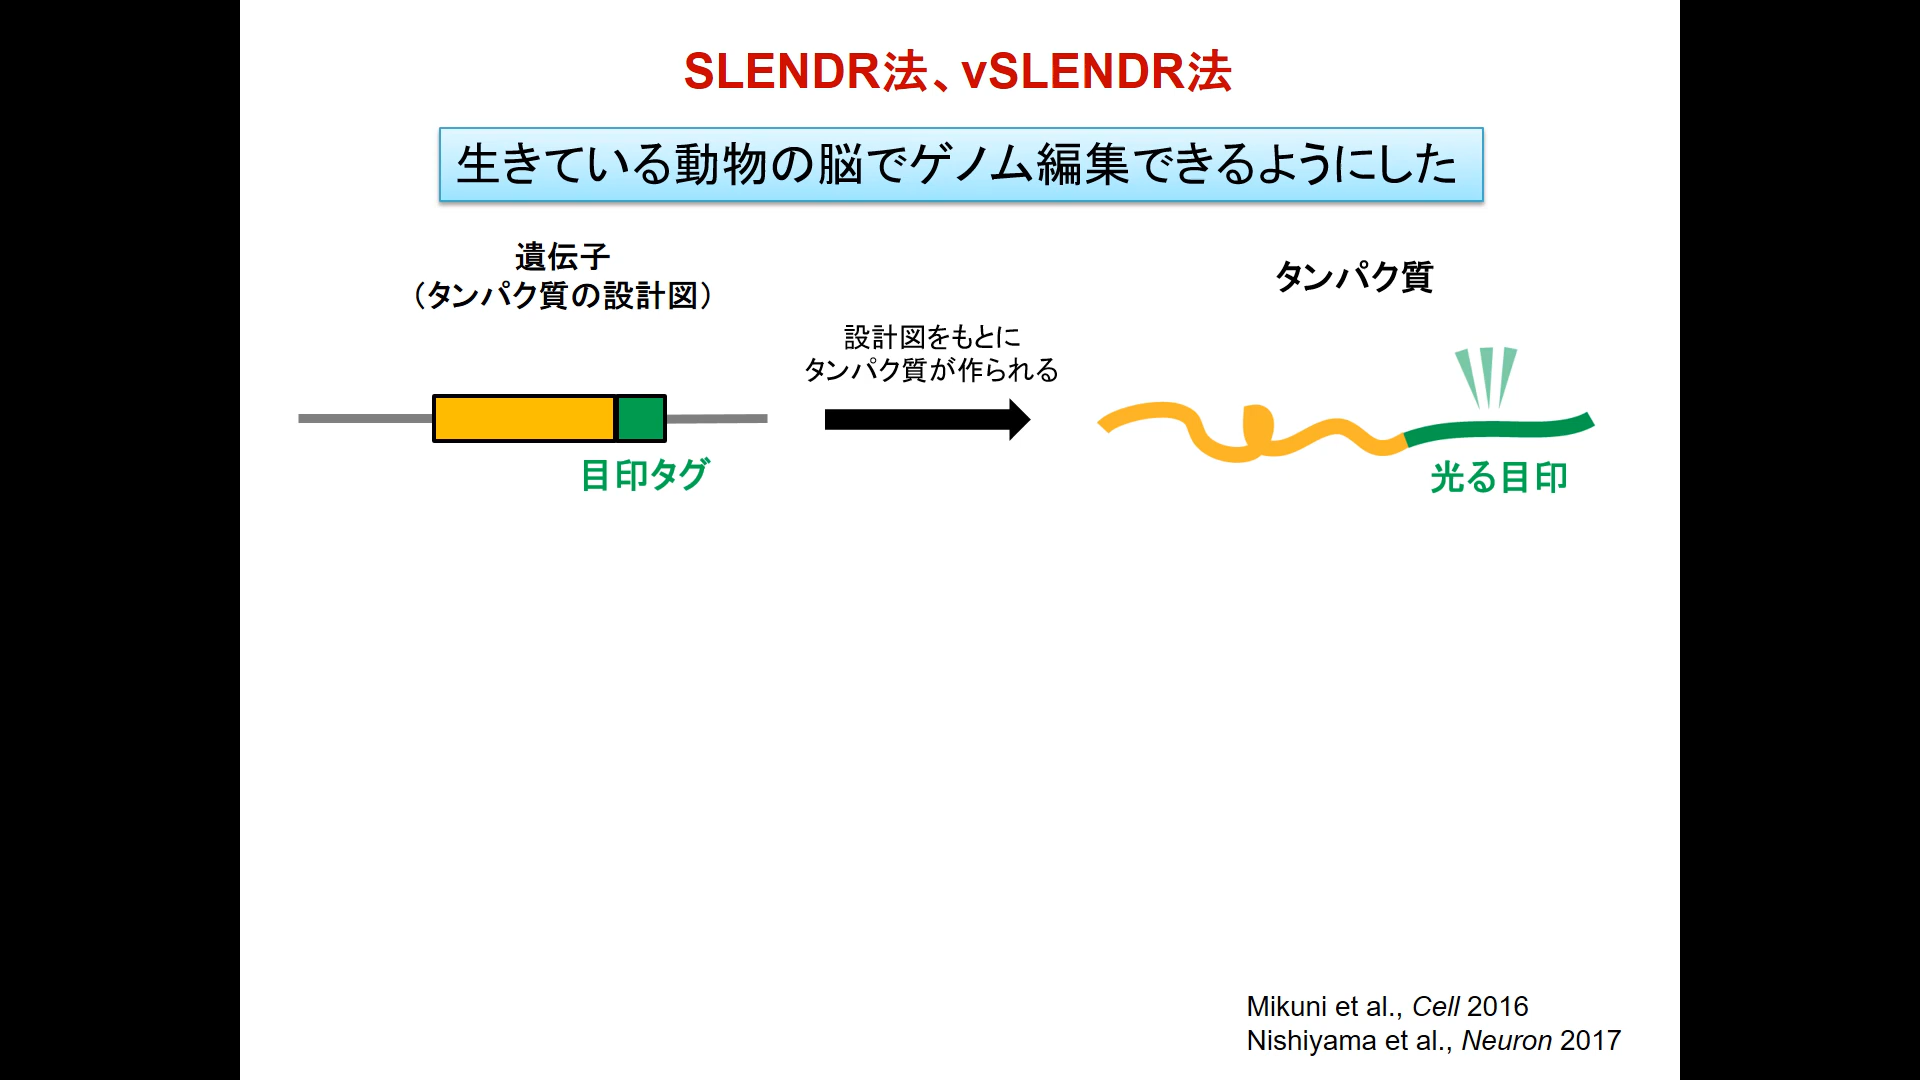 SLENDR法、vSLENDR法
生きている動物の脳でゲノム編集できるようにした
遺伝子
（タンパク質の設計図）
タンパク質
設計図をもとに
タンパク質が作られる
目印タグ
光る目印
Mikuni et al., Cell 2016
Nishiyama et al., Neuron 2017